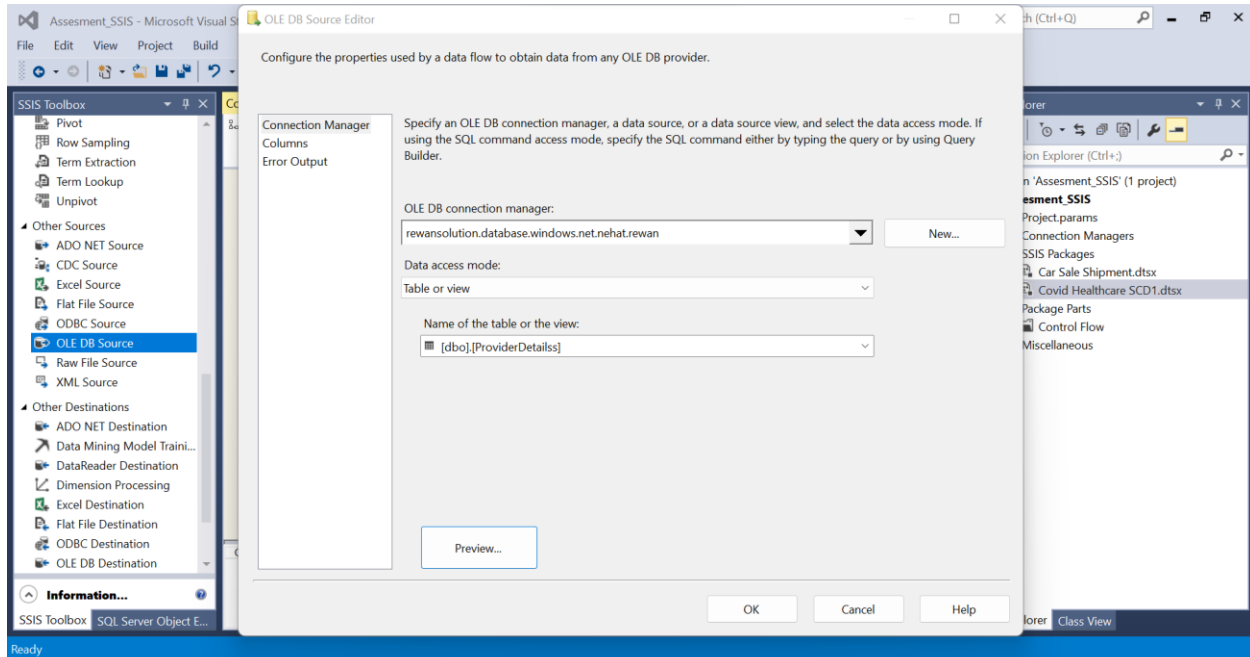 Assesment_SSIS - Microsoft Visual S
OLE DB Source Editor
ch (Ctrl+Q)
File Edit View Project Build
Configure the properties used by a data flow to obtain data from any OLE DB provider.
SSIS Toolbox
Pivot
Row Sampling
Term Extraction
Term Lookup
Unpivot
Other Sources
ADO NET Source
CDC Source
Excel Source
Flat File Source
ODBC Source
OLE DB Source
Raw File Source
XML Source
Other Destinations
ADO NET Destination
Data Mining Model Traini...
DataReader Destination
Dimension Processing
Excel Destination
Flat File Destination
ODBC Destination
OLE DB Destination
Information...
SSIS Toolbox SQL Server Object E...
Ready
Co
Connection Manager
Columns
Error Output
Specify an OLE DB connection manager, a data source, or a data source view, and select the data access mode. If
using the SQL command access mode, specify the SQL command either by typing the query or by using Query
Builder.
OLE DB connection manager:
rewansolution.database.windows.net.nehat.rewan
New...
Data access mode:
Table or view
Name of the table or the view:
[dbo].[ProviderDetailss]
Preview...
OK Cancel Help
lorer
ion Explorer (Ctrl+;)
n 'Assesment_SSIS' (1 project)
esment_SSIS
Project.params
Connection Managers
SSIS Packages
Car Sale Shipment.dtsx
Covid Healthcare SCD1.dtsx
Package Parts
Control Flow
Miscellaneous
lorer Class View